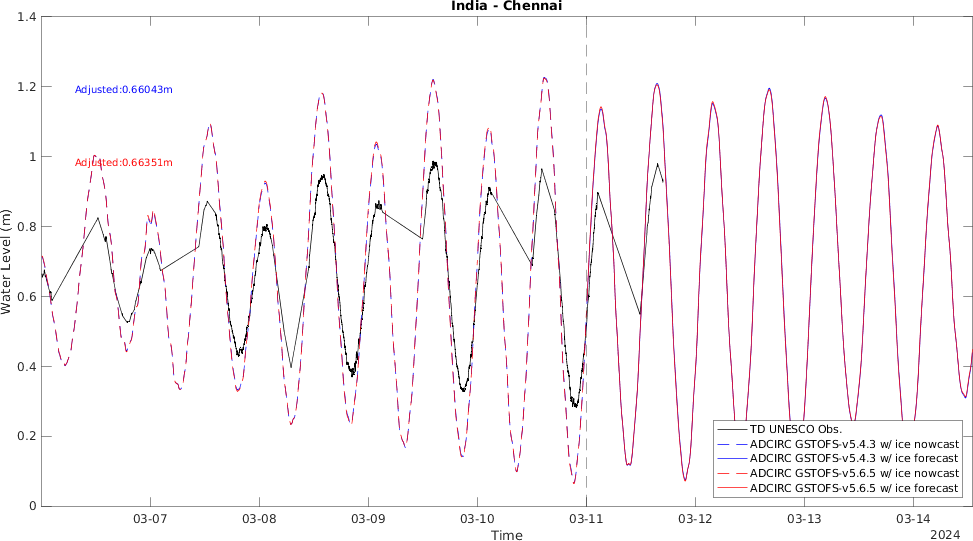 India - Chennai
1.4
1.2
1
0.8
0.6
0.4
0.2
0
Water Level (m)
Adjusted:0.66043m
Adjusted:0.66351m
TD UNESCO Obs.
ADCIRC GSTOFS-v5.4.3 w/ ice nowcast
ADCIRC GSTOFS-v5.4.3 w/ ice forecast
ADCIRC GSTOFS-v5.6.5 w/ ice nowcast
ADCIRC GSTOFS-v5.6.5 w/ ice forecast
03-07 03-08 03-09 03-10 03-11 03-12 03-13 03-14
Time
2024